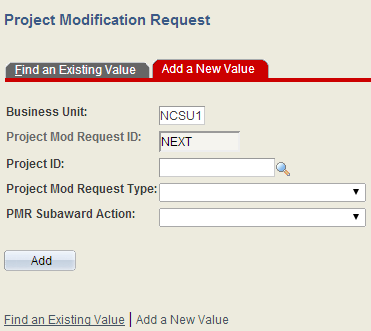 Project Modification Request
Find an Existing Value Add a New Value
Business Unit: NCSU1
Project Mod Request ID: NEXT
Project ID:
Project Mod Request Type:
PMR Subaward Action:
Add
Find an Existing Value Add a New Value